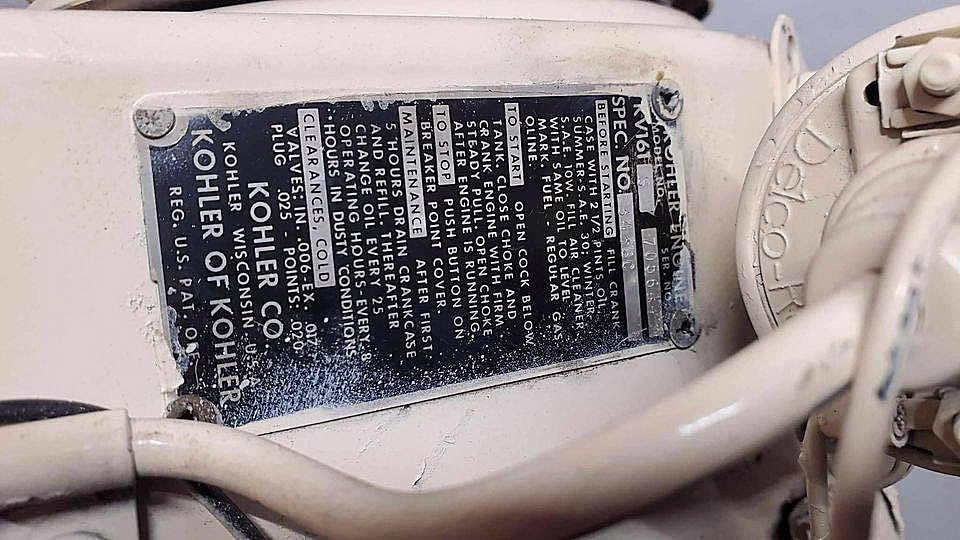 KOHLER ENGINE
MODEL NO. SER. NO.
KV161 S
SPEC. NO.
BEFORE STARTING FILL CRANK-
CASE WITH 2 1/2 PINTS OIL.
SUMMER-S.A.E. 30; WINTER,
S.A.E. 10W, FILL AIR CLEANER
WITH SAME OIL TO LEVEL
MARK. FUEL, REGULAR GAS-
OLINE.
TO START OPEN COCK BELOW
TANK, CLOSE CHOKE AND
CRANK ENGINE WITH FIRM,
STEADY PULL, OPEN CHOKE
AFTER ENGINE IS RUNNING.
TO STOP PUSH BUTTON ON
BREAKER POINT COVER.
MAINTENANCE AFTER FIRST
5 HOURS DRAIN CRANKCASE
AND REFILL. THEREAFTER
CHANGE OIL EVERY 25
OPERATING HOURS-EVERY 8
HOURS IN DUSTY CONDITIONS.
CLEARANCES, COLD
VALVES: IN. .006-EX. .017
PLUG .025 - POINTS: .020
KOHLER CO.
KOHLER WISCONSIN
KOHLER OF KOHLER
REG. U.S. PAT. OFF
Delco-R